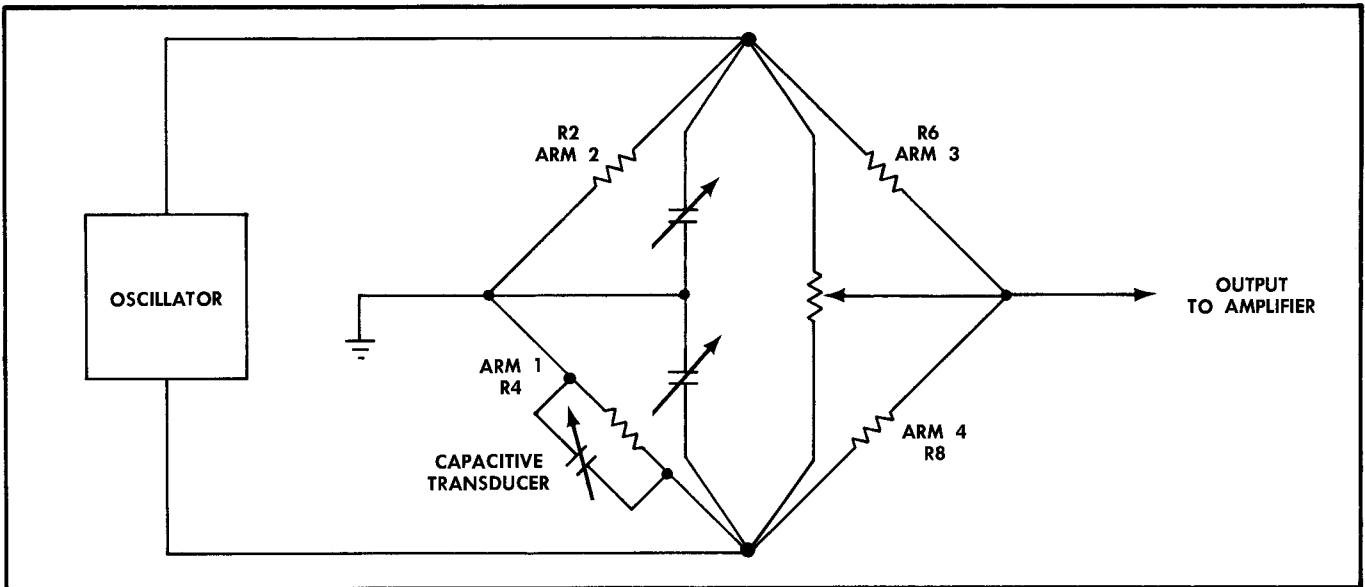 R2
ARM 2
R6
ARM 3
OSCILLATOR
OUTPUT
TO AMPLIFIER
ARM 1
R4
CAPACITIVE
TRANSDUCER
ARM 4
R8